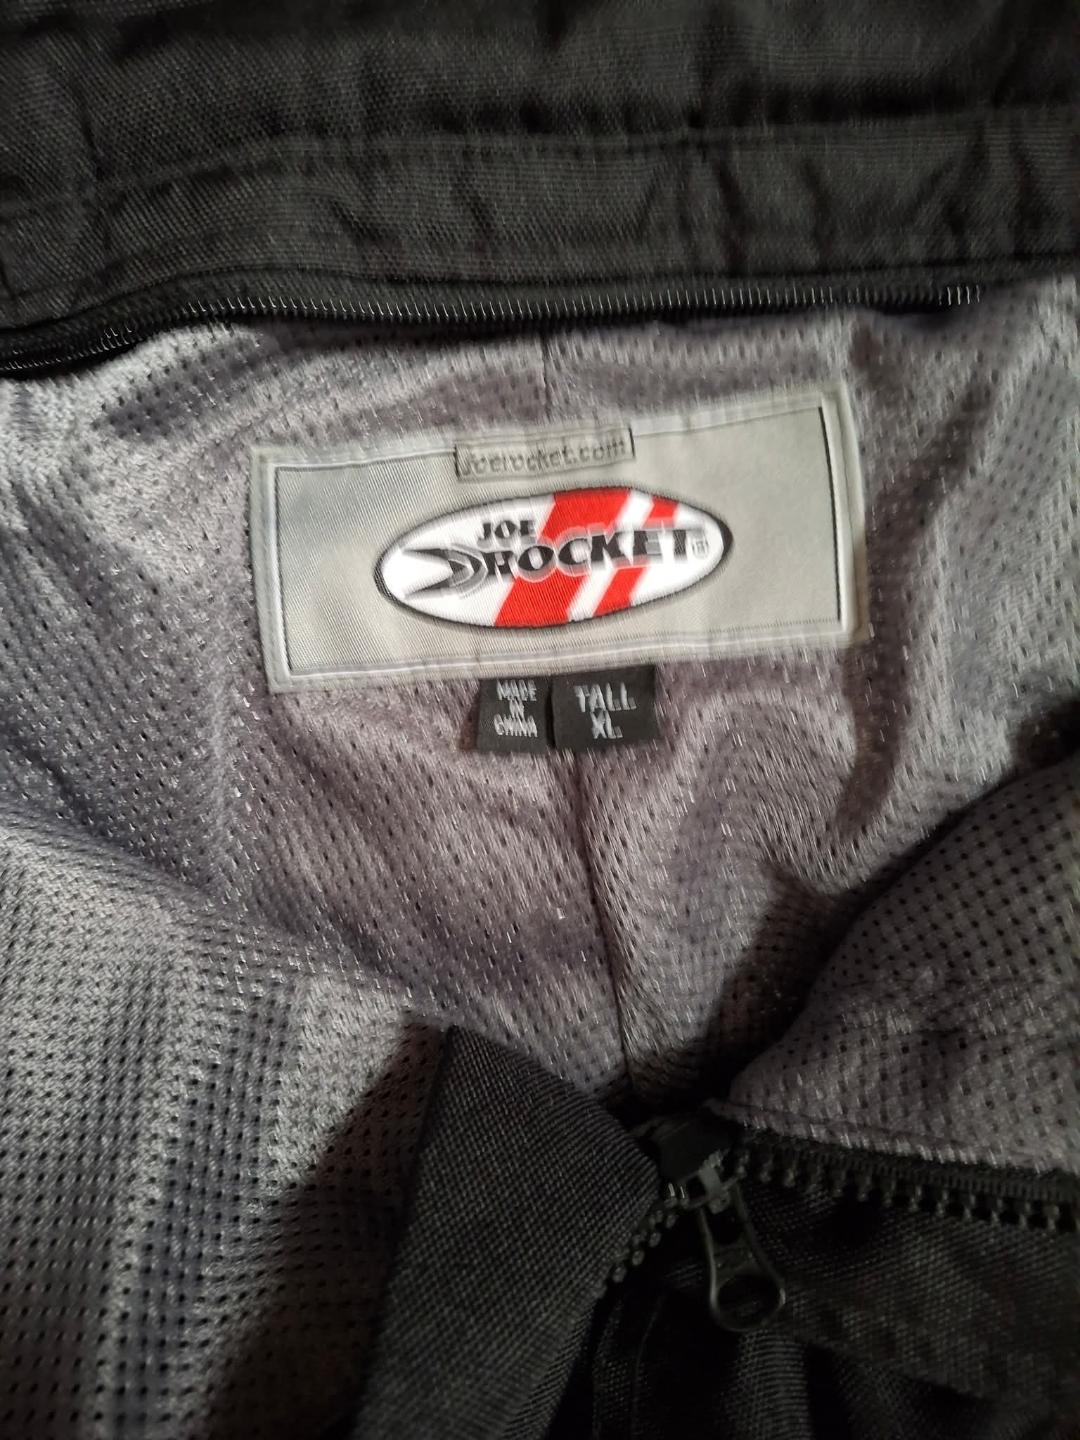 joerocket.com
JOE
ROCKET
MADE
IN
CHINA
TALL
XL